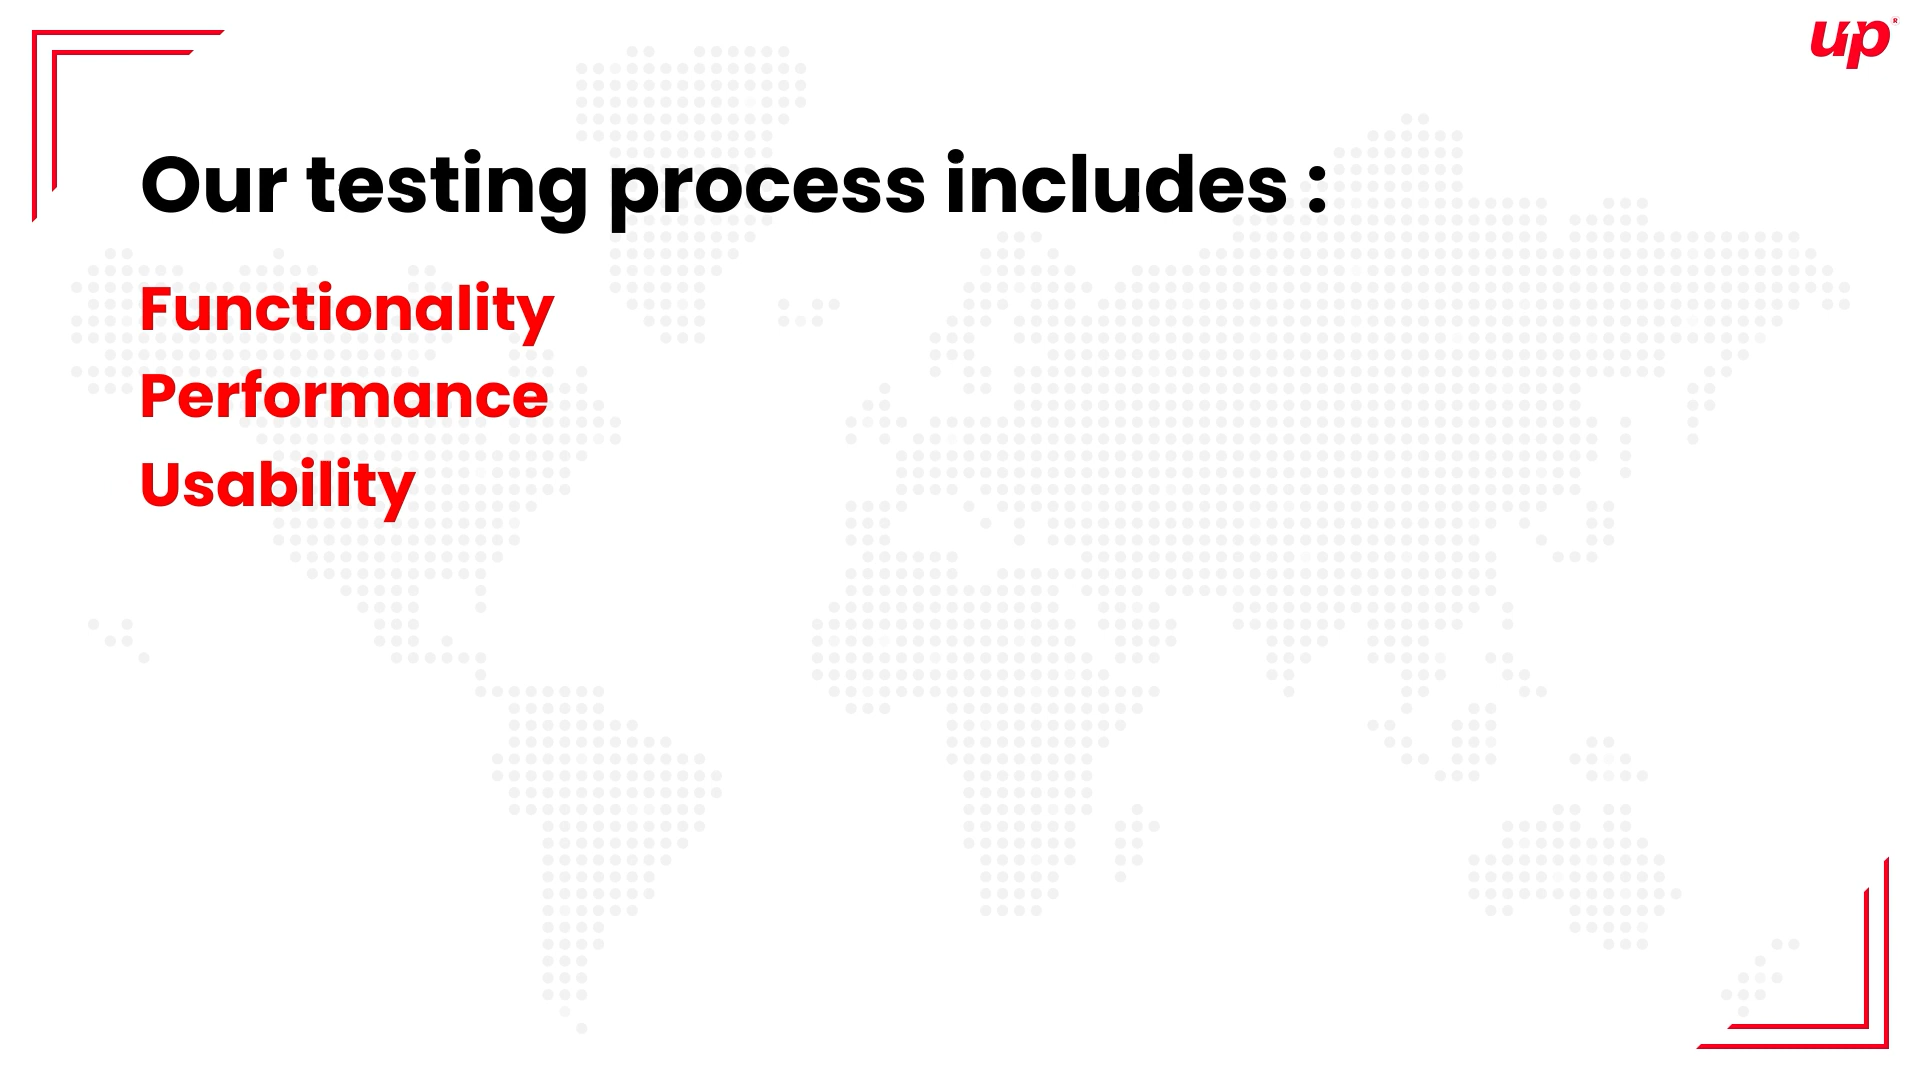 up
Our testing process includes :
Functionality
Performance
Usability